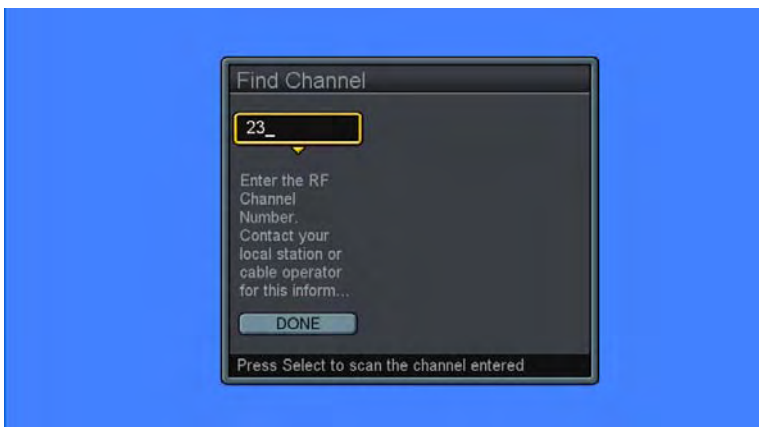 Find Channel
23_
Enter the RF
Channel
Number.
Contact your
local station or
cable operator
for this inform...
DONE
Press Select to scan the channel entered